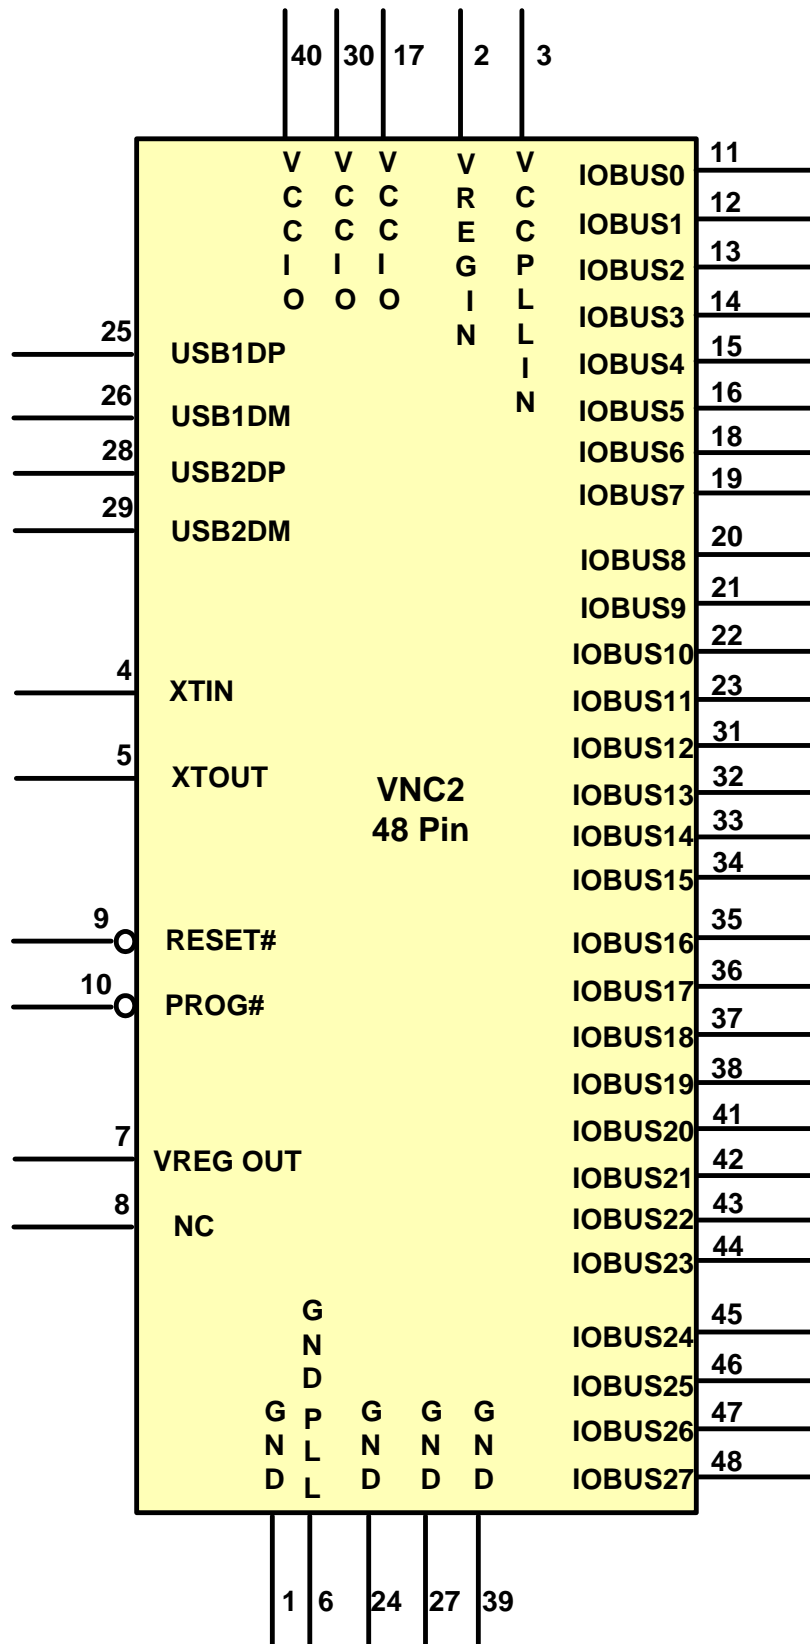 40 30 17 2 3
VCCIO VCCIO VCCIO VREGIN VCCPLLIN
25 USB1DP
26 USB1DM
28 USB2DP
29 USB2DM
4 XTIN
5 XTOUT
9 RESET#
10 PROG#
7 VREG OUT
8 NC
VNC2
48 Pin
IOBUS0 11
IOBUS1 12
IOBUS2 13
IOBUS3 14
IOBUS4 15
IOBUS5 16
IOBUS6 18
IOBUS7 19
IOBUS8 20
IOBUS9 21
IOBUS10 22
IOBUS11 23
IOBUS12 31
IOBUS13 32
IOBUS14 33
IOBUS15 34
IOBUS16 35
IOBUS17 36
IOBUS18 37
IOBUS19 38
IOBUS20 41
IOBUS21 42
IOBUS22 43
IOBUS23 44
IOBUS24 45
IOBUS25 46
IOBUS26 47
IOBUS27 48
GND GND PLL GND GND GND
1 6 24 27 39